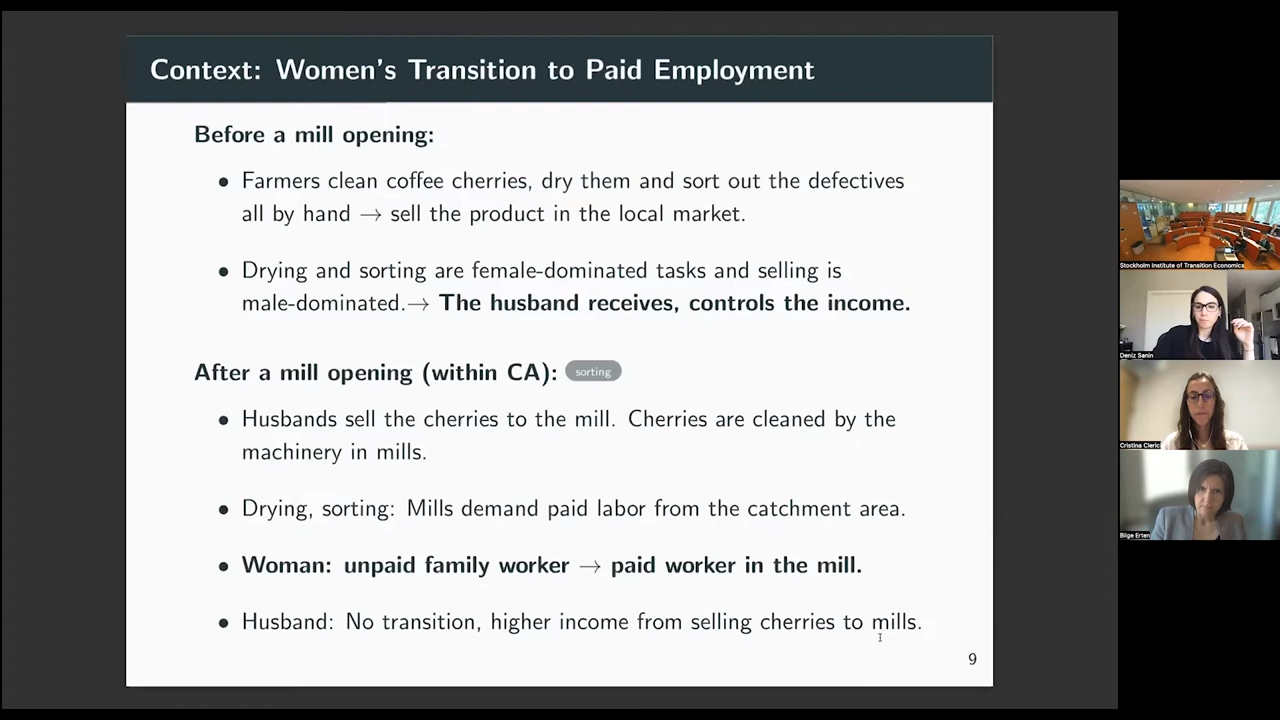 Context: Women's Transition to Paid Employment
Before a mill opening:
• Farmers clean coffee cherries, dry them and sort out the defectives
all by hand → sell the product in the local market.
• Drying and sorting are female-dominated tasks and selling is
male-dominated.→ The husband receives, controls the income.
After a mill opening (within CA): sorting
• Husbands sell the cherries to the mill. Cherries are cleaned by the
machinery in mills.
• Drying, sorting: Mills demand paid labor from the catchment area.
• Woman: unpaid family worker → paid worker in the mill.
• Husband: No transition, higher income from selling cherries to mills.
9
Stockholm Institute of Transition Economics
Deniz Sanin
Cristina Clerici
Bilge Erten